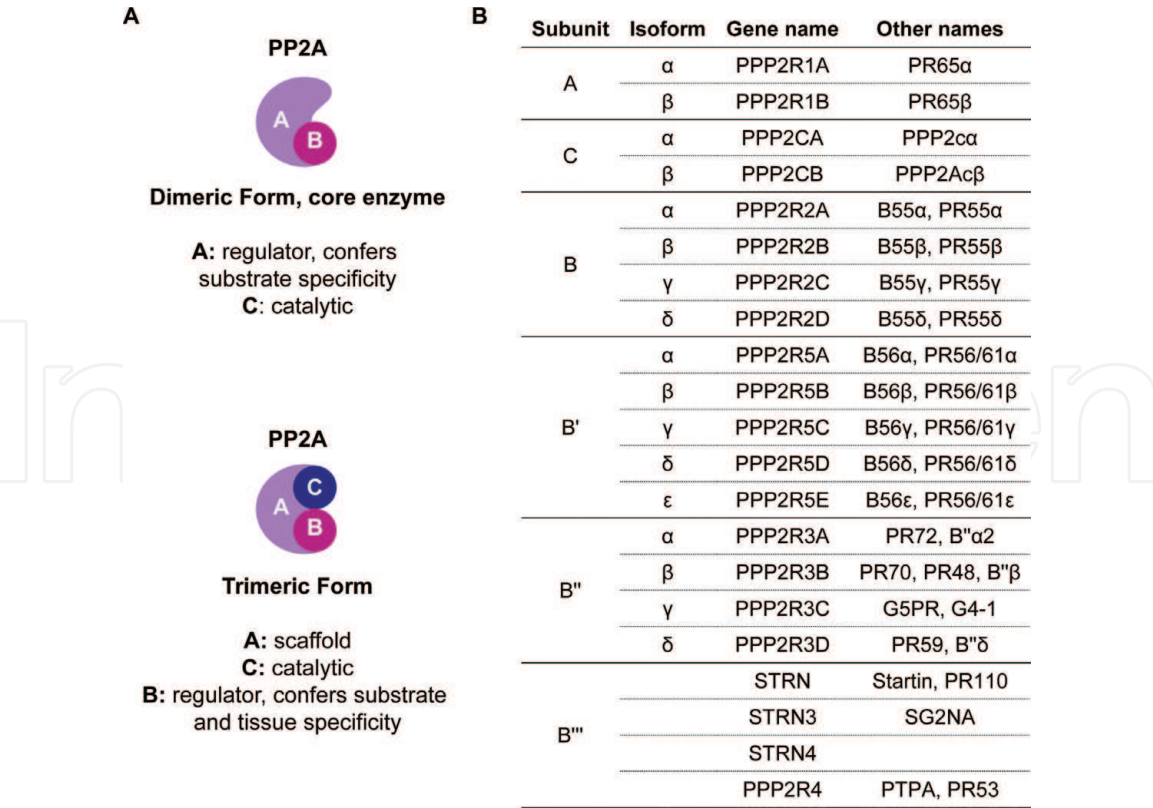 A
PP2A
A
B
Dimeric Form, core enzyme
A: regulator, confers
substrate specificity
C: catalytic
PP2A
C
A
B
Trimeric Form
A: scaffold
C: catalytic
B: regulator, confers substrate
and tissue specificity
B
Subunit Isoform Gene name Other names
A
α PPP2R1A PR65α
β PPP2R1B PR65β
C
α PPP2CA PPP2cα
β PPP2CB PPP2Acβ
B
α PPP2R2A B55α, PR55α
β PPP2R2B B55β, PR55β
γ PPP2R2C B55γ, PR55γ
δ PPP2R2D B55δ, PR55δ
B'
α PPP2R5A B56α, PR56/61α
β PPP2R5B B56β, PR56/61β
γ PPP2R5C B56γ, PR56/61γ
δ PPP2R5D B56δ, PR56/61δ
ε PPP2R5E B56ε, PR56/61ε
B"
α PPP2R3A PR72, B"α2
β PPP2R3B PR70, PR48, B"β
γ PPP2R3C G5PR, G4-1
δ PPP2R3D PR59, B"δ
B"'
STRN Startin, PR110
STRN3 SG2NA
STRN4
PPP2R4 PTPA, PR53